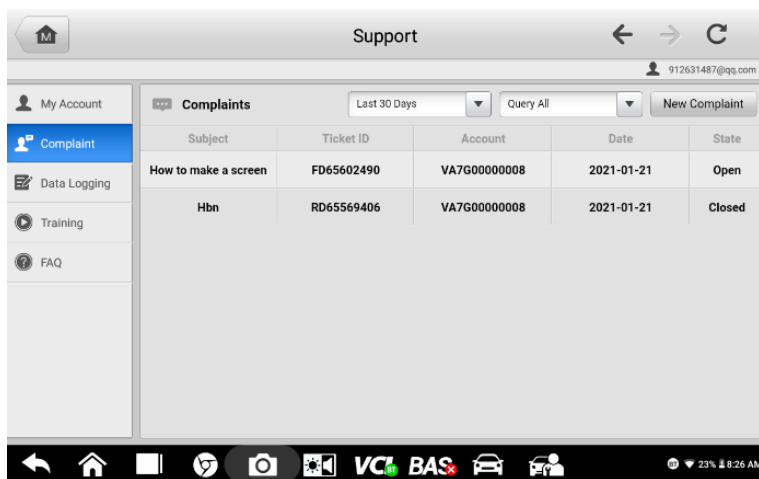 M
Support
912631487@qq.com
My Account
Complaint
Data Logging
Training
FAQ
Complaints
Last 30 Days
Query All
New Complaint
Subject Ticket ID Account Date State
How to make a screen FD65602490 VA7G00000008 2021-01-21 Open
Hbn RD65569406 VA7G00000008 2021-01-21 Closed
VCI BAS 23% 8:26 AM